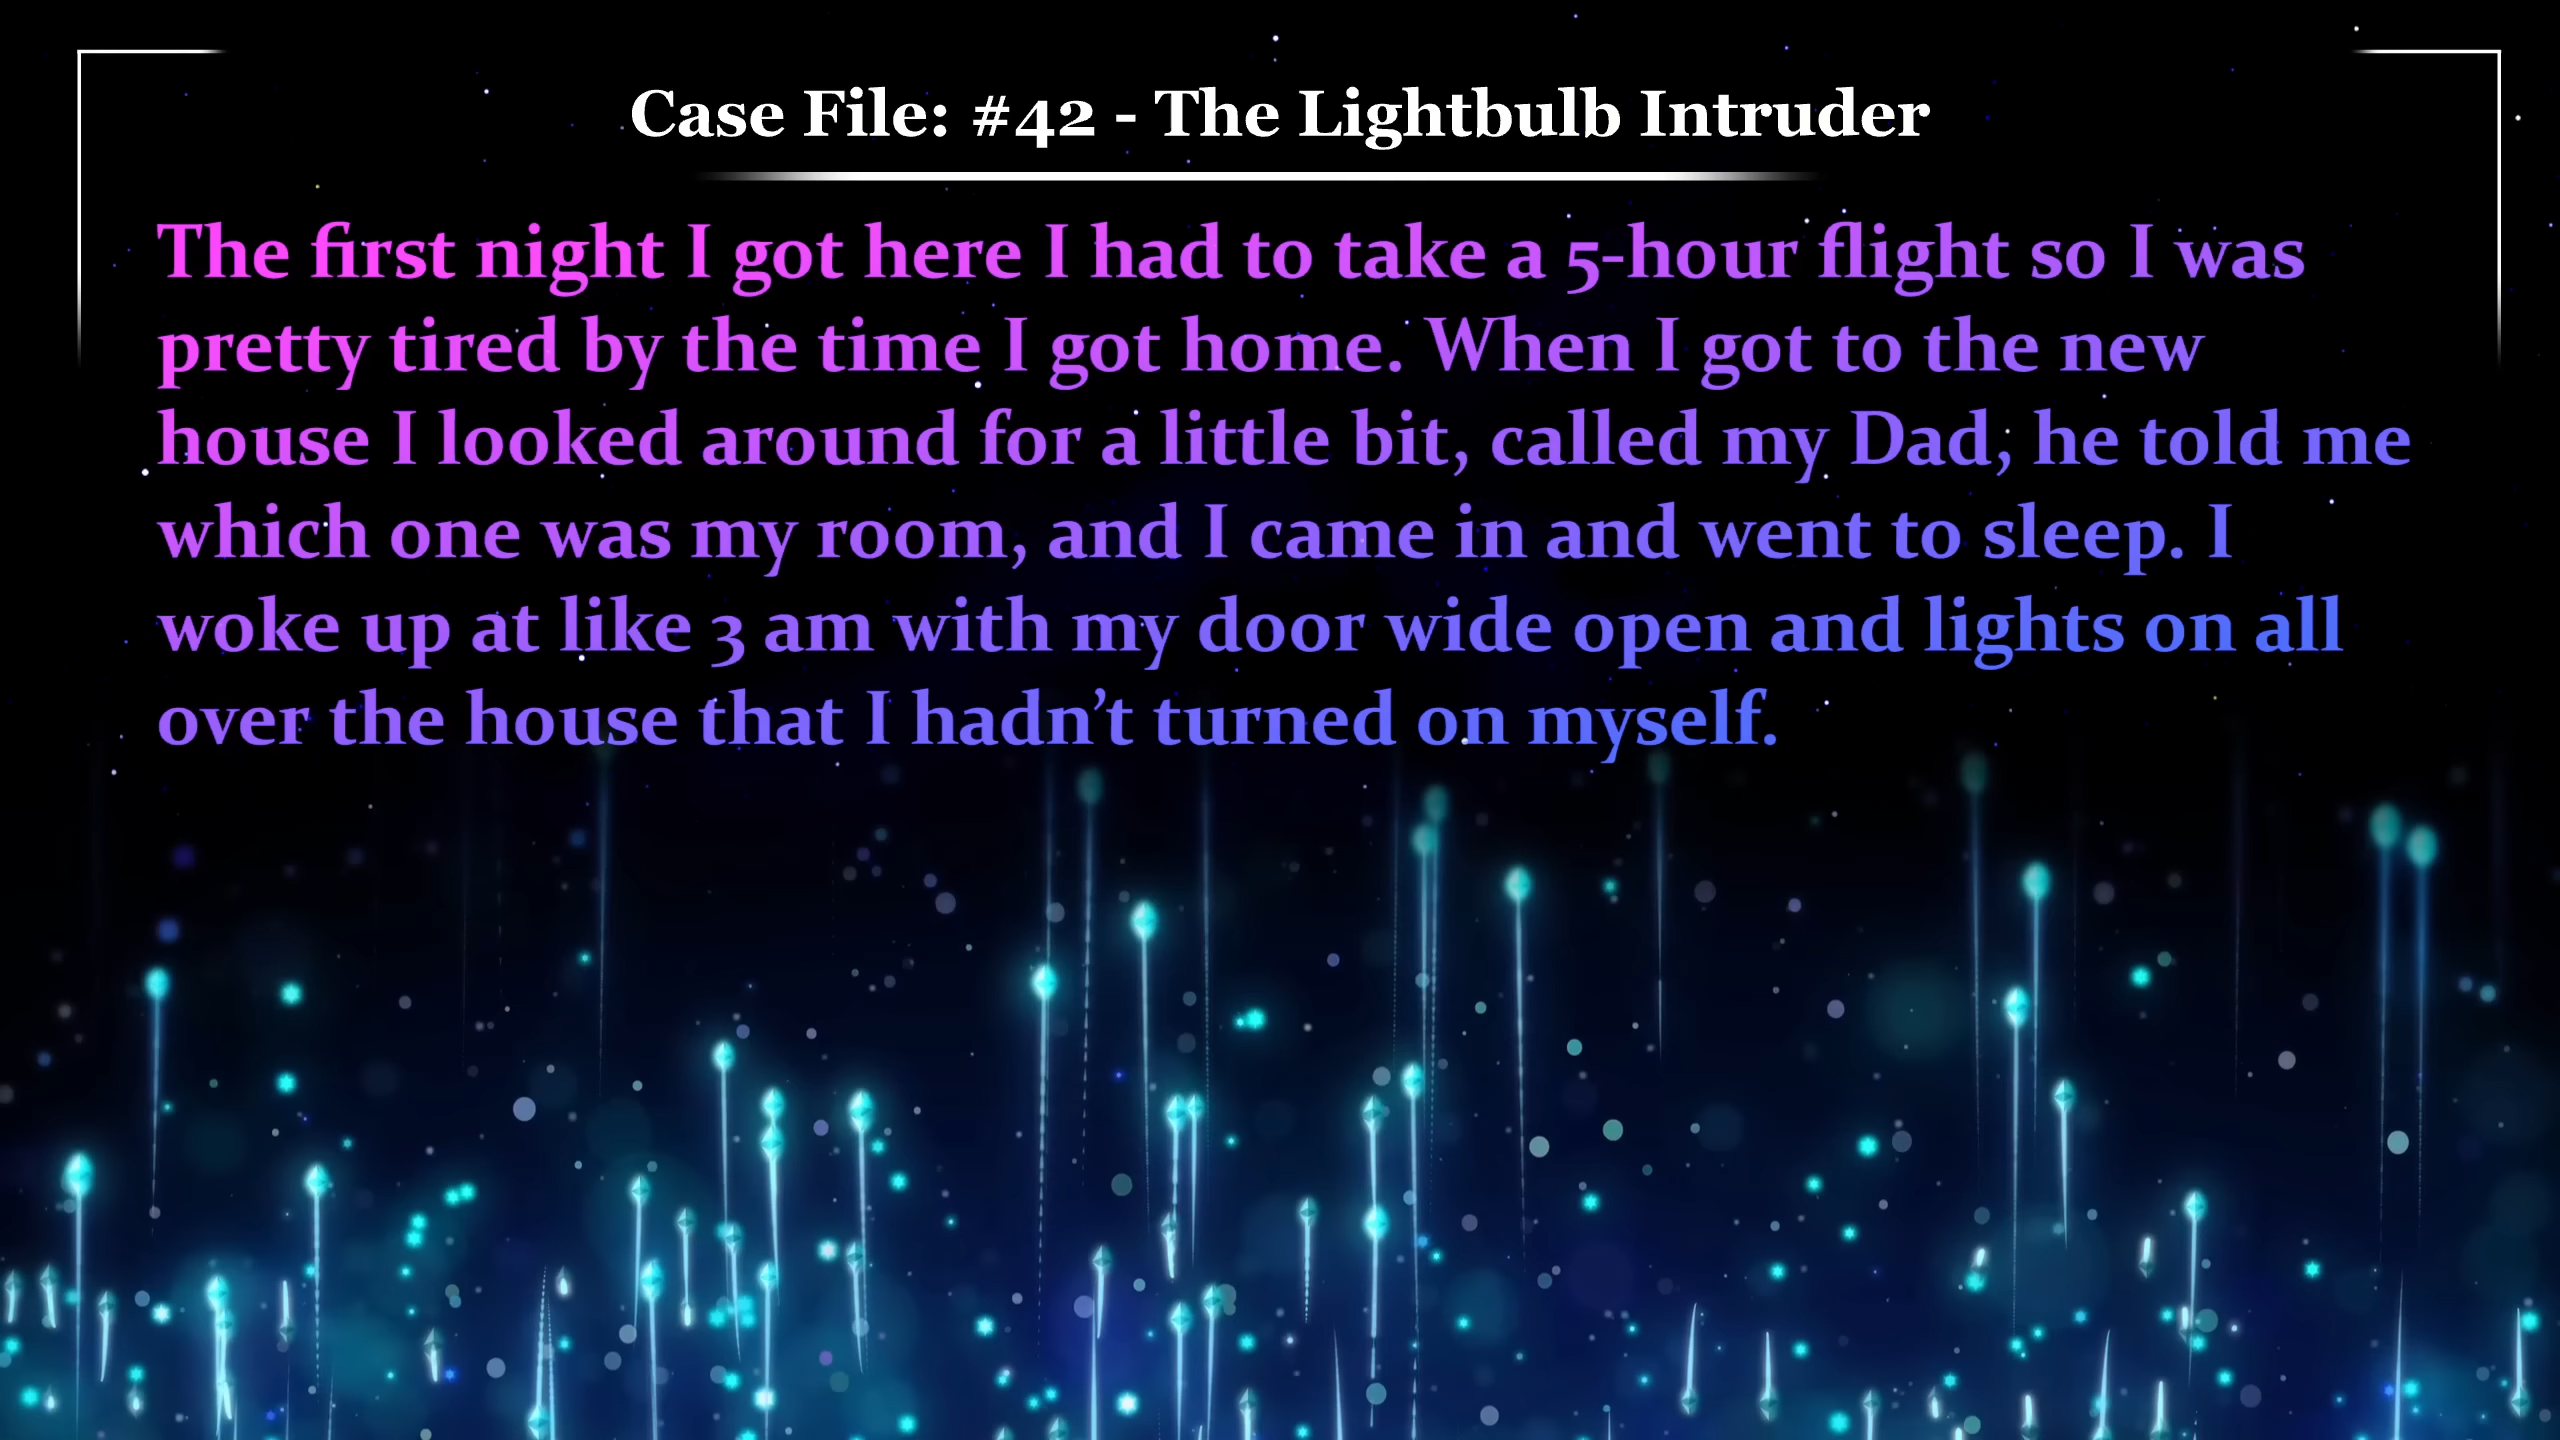 Case File: #42 - The Lightbulb Intruder
The first night I got here I had to take a 5-hour flight so I was
pretty tired by the time I got home. When I got to the new
house I looked around for a little bit, called my Dad, he told me
which one was my room, and I came in and went to sleep. I
woke up at like 3 am with my door wide open and lights on all
over the house that I hadn’t turned on myself.